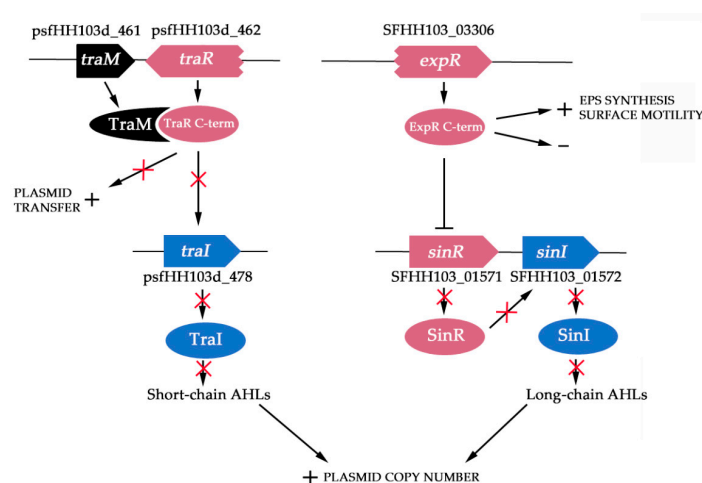 psfHH103d_461 psfHH103d_462
traM traR
TraM TraR C-term
+ PLASMID
TRANSFER
traI
psfHH103d_478
TraI
Short-chain AHLs
SFHH103_03306
expR
ExpR C-term
+ EPS SYNTHESIS
SURFACE MOTILITY
–
sinR sinI
SFHH103_01571 SFHH103_01572
SinR SinI
Long-chain AHLs
+ PLASMID COPY NUMBER